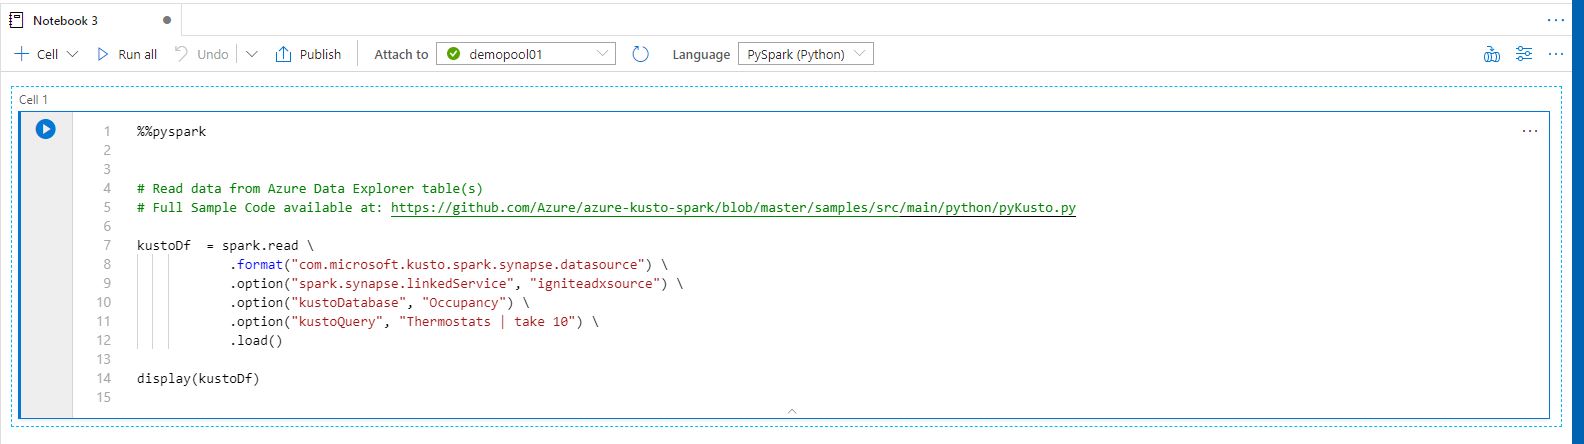 Notebook 3
Cell Run all Undo Publish Attach to demopool01 Language PySpark (Python)
Cell 1
1 %%pyspark
2
3
4 # Read data from Azure Data Explorer table(s)
5 # Full Sample Code available at: https://github.com/Azure/azure-kusto-spark/blob/master/samples/src/main/python/pyKusto.py
6
7 kustoDf  = spark.read \
8 .format("com.microsoft.kusto.spark.synapse.datasource") \
9 .option("spark.synapse.linkedService", "igniteadxsource") \
10 .option("kustoDatabase", "Occupancy") \
11 .option("kustoQuery", "Thermostats | take 10") \
12 .load()
13
14 display(kustoDf)
15